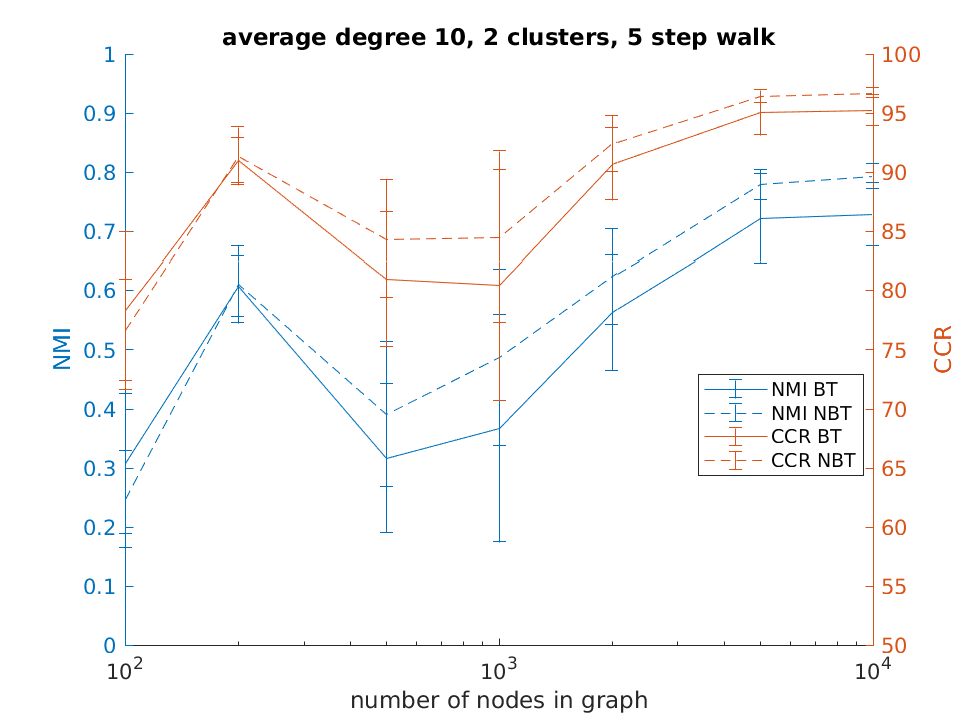 average degree 10, 2 clusters, 5 step walk
1
0.9
0.8
0.7
0.6
0.5
0.4
0.3
0.2
0.1
0
NMI
100
95
90
85
80
75
70
65
60
55
50
CCR
NMI BT
NMI NBT
CCR BT
CCR NBT
10² 10³ 10⁴
number of nodes in graph